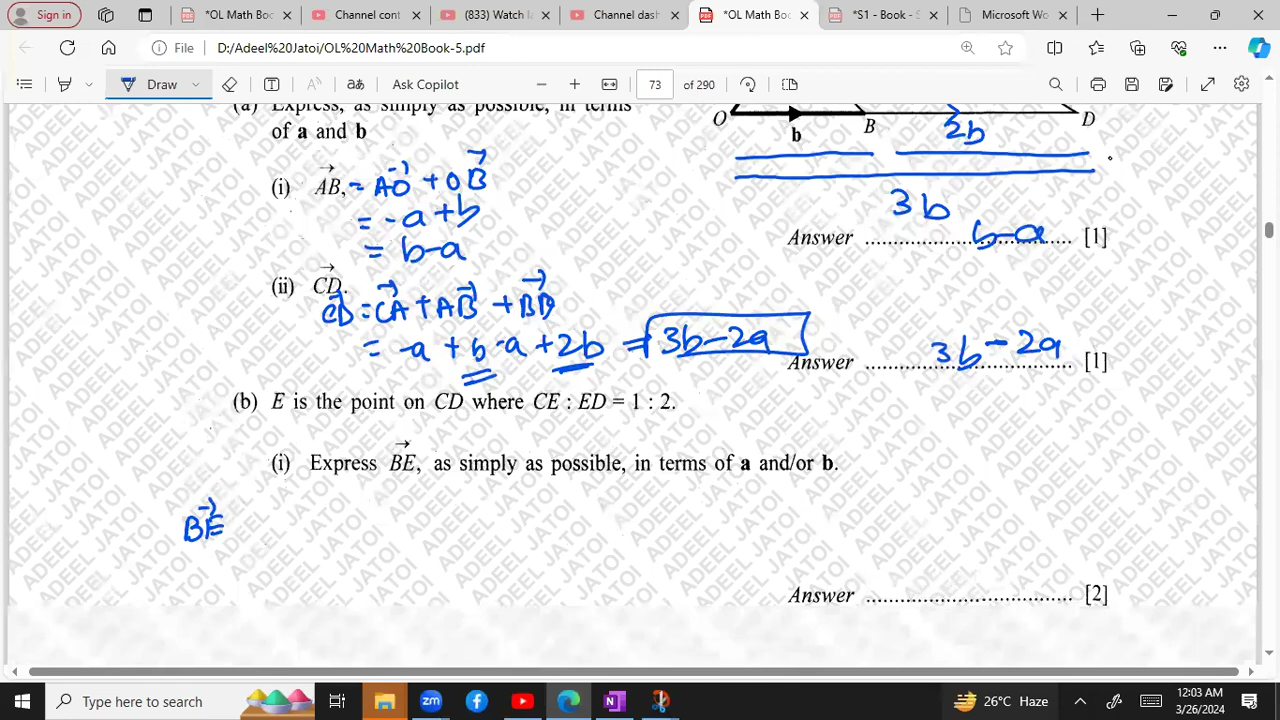 Sign in
*OL Math Boo
Channel cont
(833) Watch l
Channel dash
*OL Math Boo
*S1 - Book - S
Microsoft Wo
File D:/Adeel%20Jatoi/OL%20Math%20Book-5.pdf
Draw Ask Copilot 73 of 290
(a) Express, as simply as possible, in terms
of a and b
O b B 2b D
3b
(i) AB, = AO + OB
= -a + b
= b-a
Answer b-a [1]
(ii) CD.
CD = CA + AB + BD
= -a + b -a + 2b = 3b - 2a
Answer 3b - 2a [1]
(b) E is the point on CD where CE : ED = 1 : 2.
(i) Express BE, as simply as possible, in terms of a and/or b.
BE
Answer [2]
ADEEL JATOI
Type here to search
26°C Haze
12:03 AM
3/26/2024